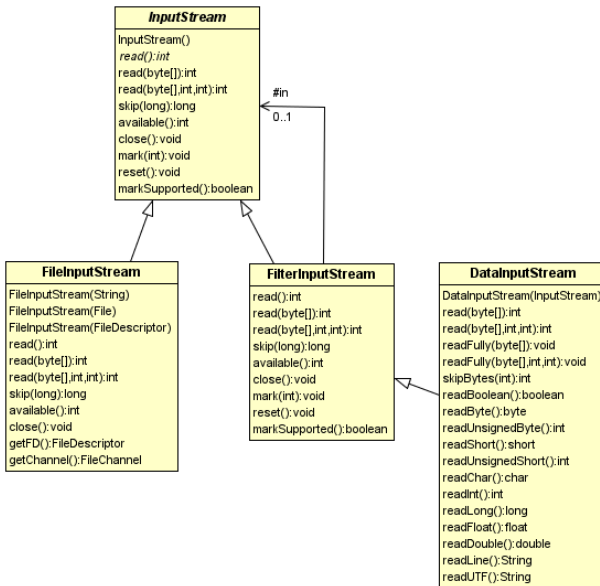 InputStream
InputStream()
read():int
read(byte[]):int
read(byte[],int,int):int
skip(long):long
available():int
close():void
mark(int):void
reset():void
markSupported():boolean
#in
0..1
FileInputStream
FileInputStream(String)
FileInputStream(File)
FileInputStream(FileDescriptor)
read():int
read(byte[]):int
read(byte[],int,int):int
skip(long):long
available():int
close():void
getFD():FileDescriptor
getChannel():FileChannel
FilterInputStream
read():int
read(byte[]):int
read(byte[],int,int):int
skip(long):long
available():int
close():void
mark(int):void
reset():void
markSupported():boolean
DataInputStream
DataInputStream(InputStream)
read(byte[]):int
read(byte[],int,int):int
readFully(byte[]):void
readFully(byte[],int,int):void
skipBytes(int):int
readBoolean():boolean
readByte():byte
readUnsignedByte():int
readShort():short
readUnsignedShort():int
readChar():char
readInt():int
readLong():long
readFloat():float
readDouble():double
readLine():String
readUTF():String